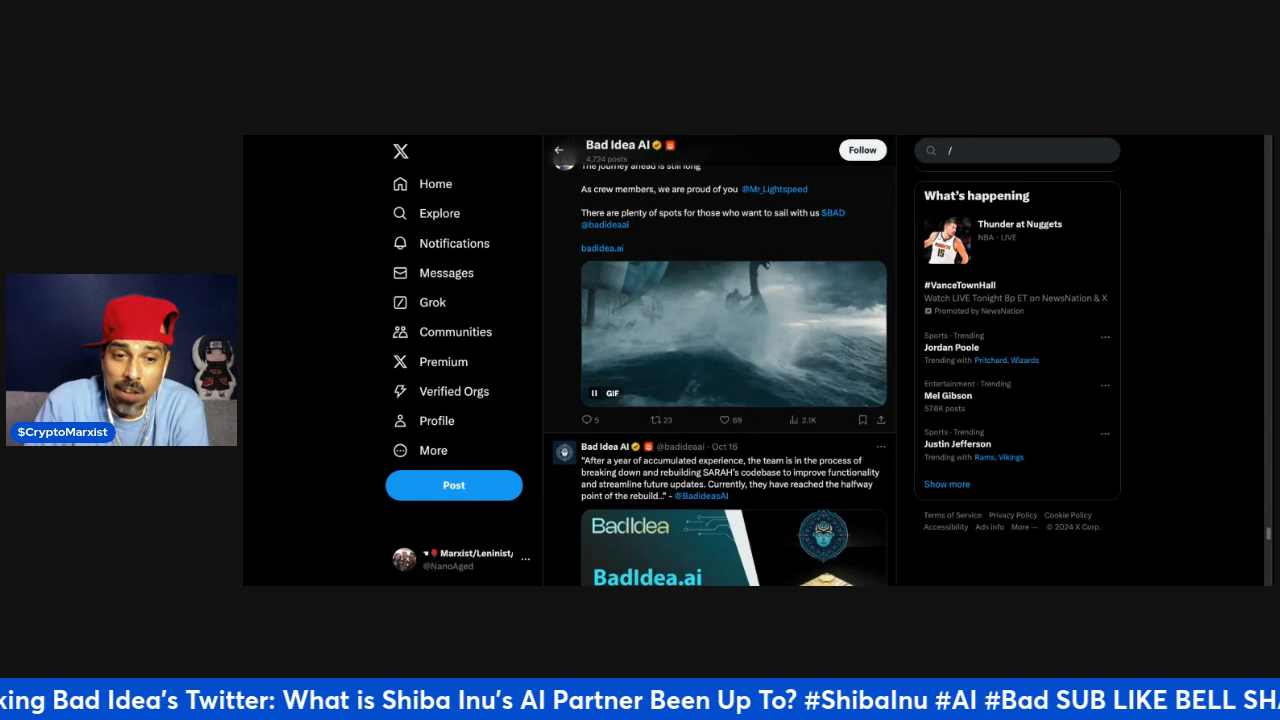 Home
Explore
Notifications
Messages
Grok
Communities
Premium
Verified Orgs
Profile
More
Post
Marxist/Leninist/
@NanoAged
Bad Idea AI
4,724 posts
Follow
The journey ahead is still long
As crew members, we are proud of you @Mr_Lightspeed
There are plenty of spots for those who want to sail with us $BAD
@badideaai
badidea.ai
GIF
5
23
69
2.1K
Bad Idea AI @badideaai · Oct 16
“After a year of accumulated experience, the team is in the process of
breaking down and rebuilding SARAH's codebase to improve functionality
and streamline future updates. Currently, they have reached the halfway
point of the rebuild...” - @BadideasAI
BadIdea
BadIdea.ai
/
What’s happening
Thunder at Nuggets
NBA · LIVE
#VanceTownHall
Watch LIVE Tonight 8p ET on NewsNation & X
Promoted by NewsNation
Sports · Trending
Jordan Poole
Trending with Pritchard, Wizards
Entertainment · Trending
Mel Gibson
57.6K posts
Sports · Trending
Justin Jefferson
Trending with Rams, Vikings
Show more
Terms of Service Privacy Policy Cookie Policy
Accessibility Ads info More ··· © 2024 X Corp.
$CryptoMarxist
king Bad Idea’s Twitter: What is Shiba Inu’s AI Partner Been Up To? #ShibaInu #AI #Bad SUB LIKE BELL SHA